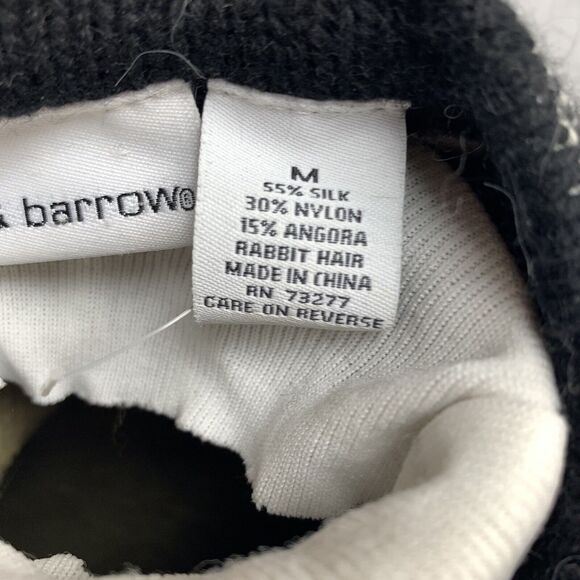 & barrow®
M
55% SILK
30% NYLON
15% ANGORA
RABBIT HAIR
MADE IN CHINA
RN 73277
CARE ON REVERSE